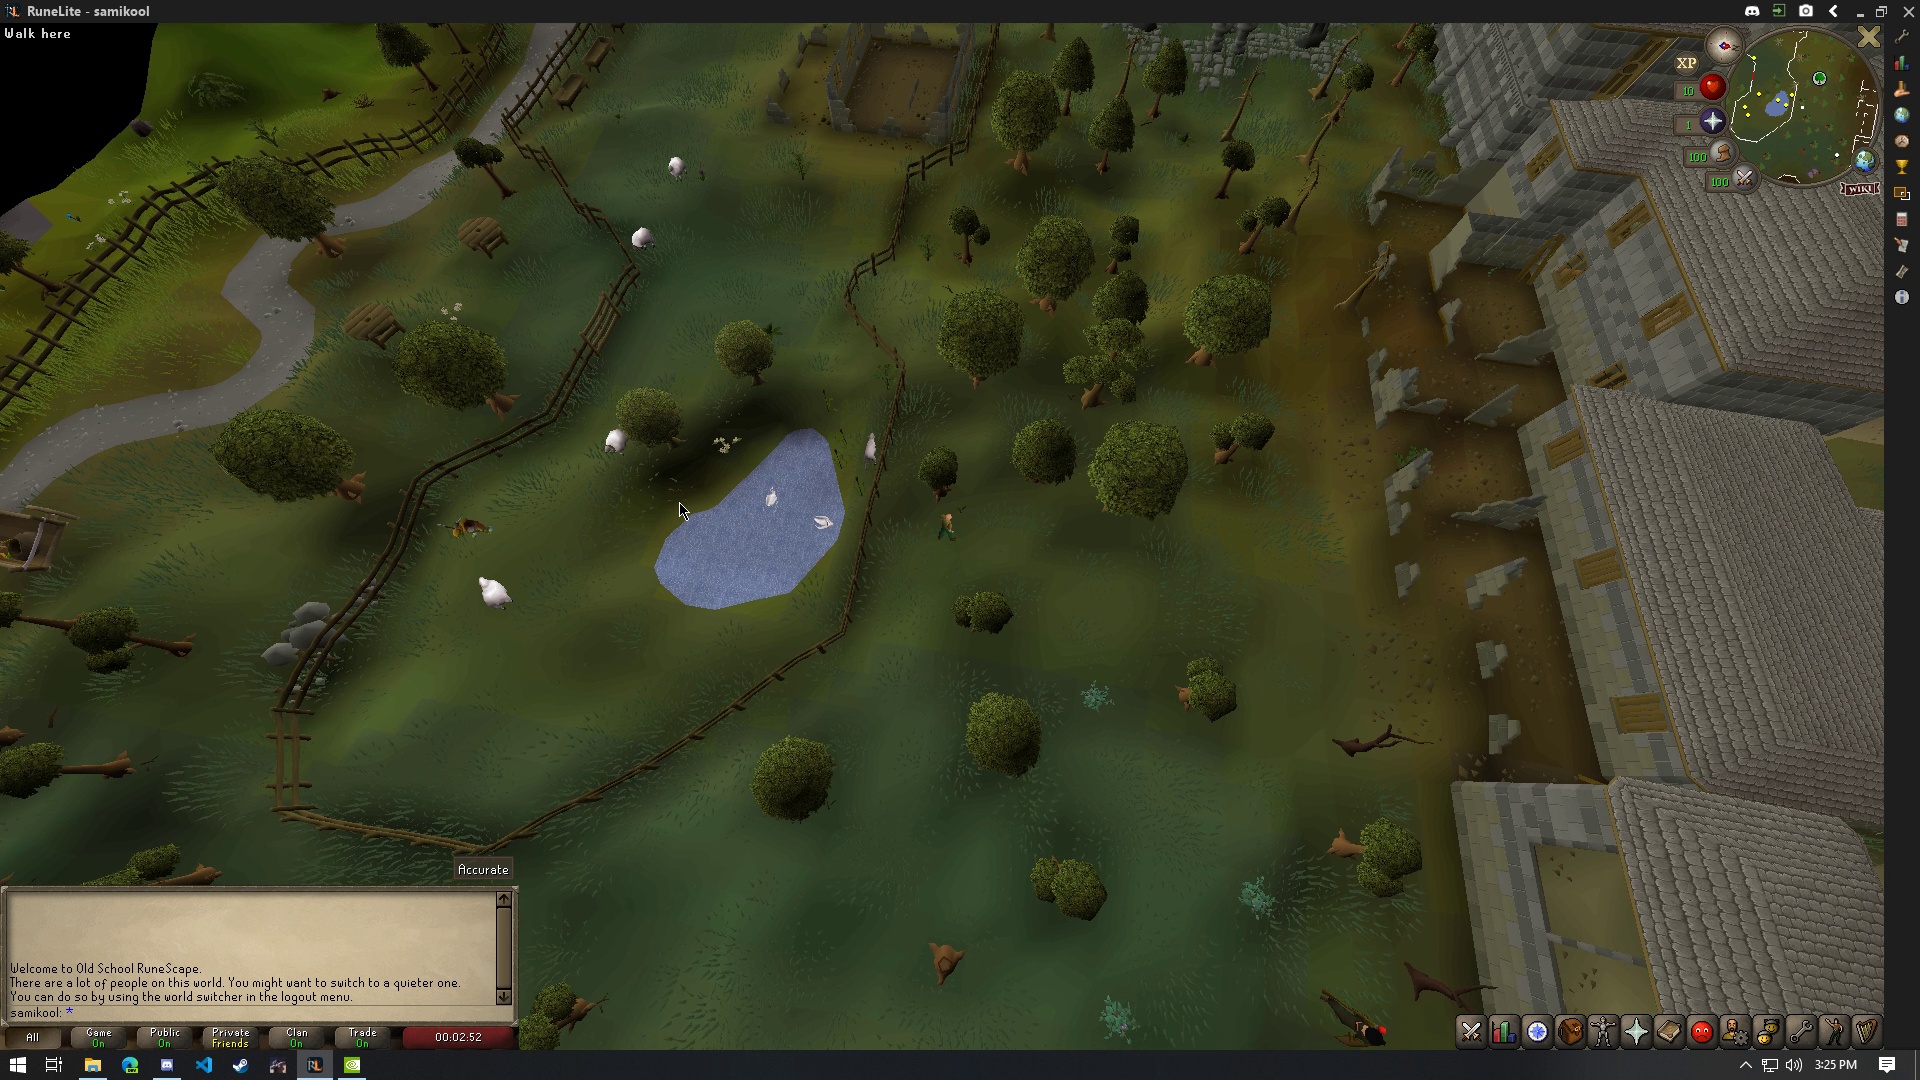 RuneLite - samikool
Walk here
XP
10
1
100
100
WIKI
Accurate
Welcome to Old School RuneScape.
There are a lot of people on this world. You might want to switch to a quieter one.
You can do so by using the world switcher in the logout menu.
samikool: *
All
Game
On
Public
On
Private
Friends
Clan
On
Trade
On
00:02:52
3:25 PM